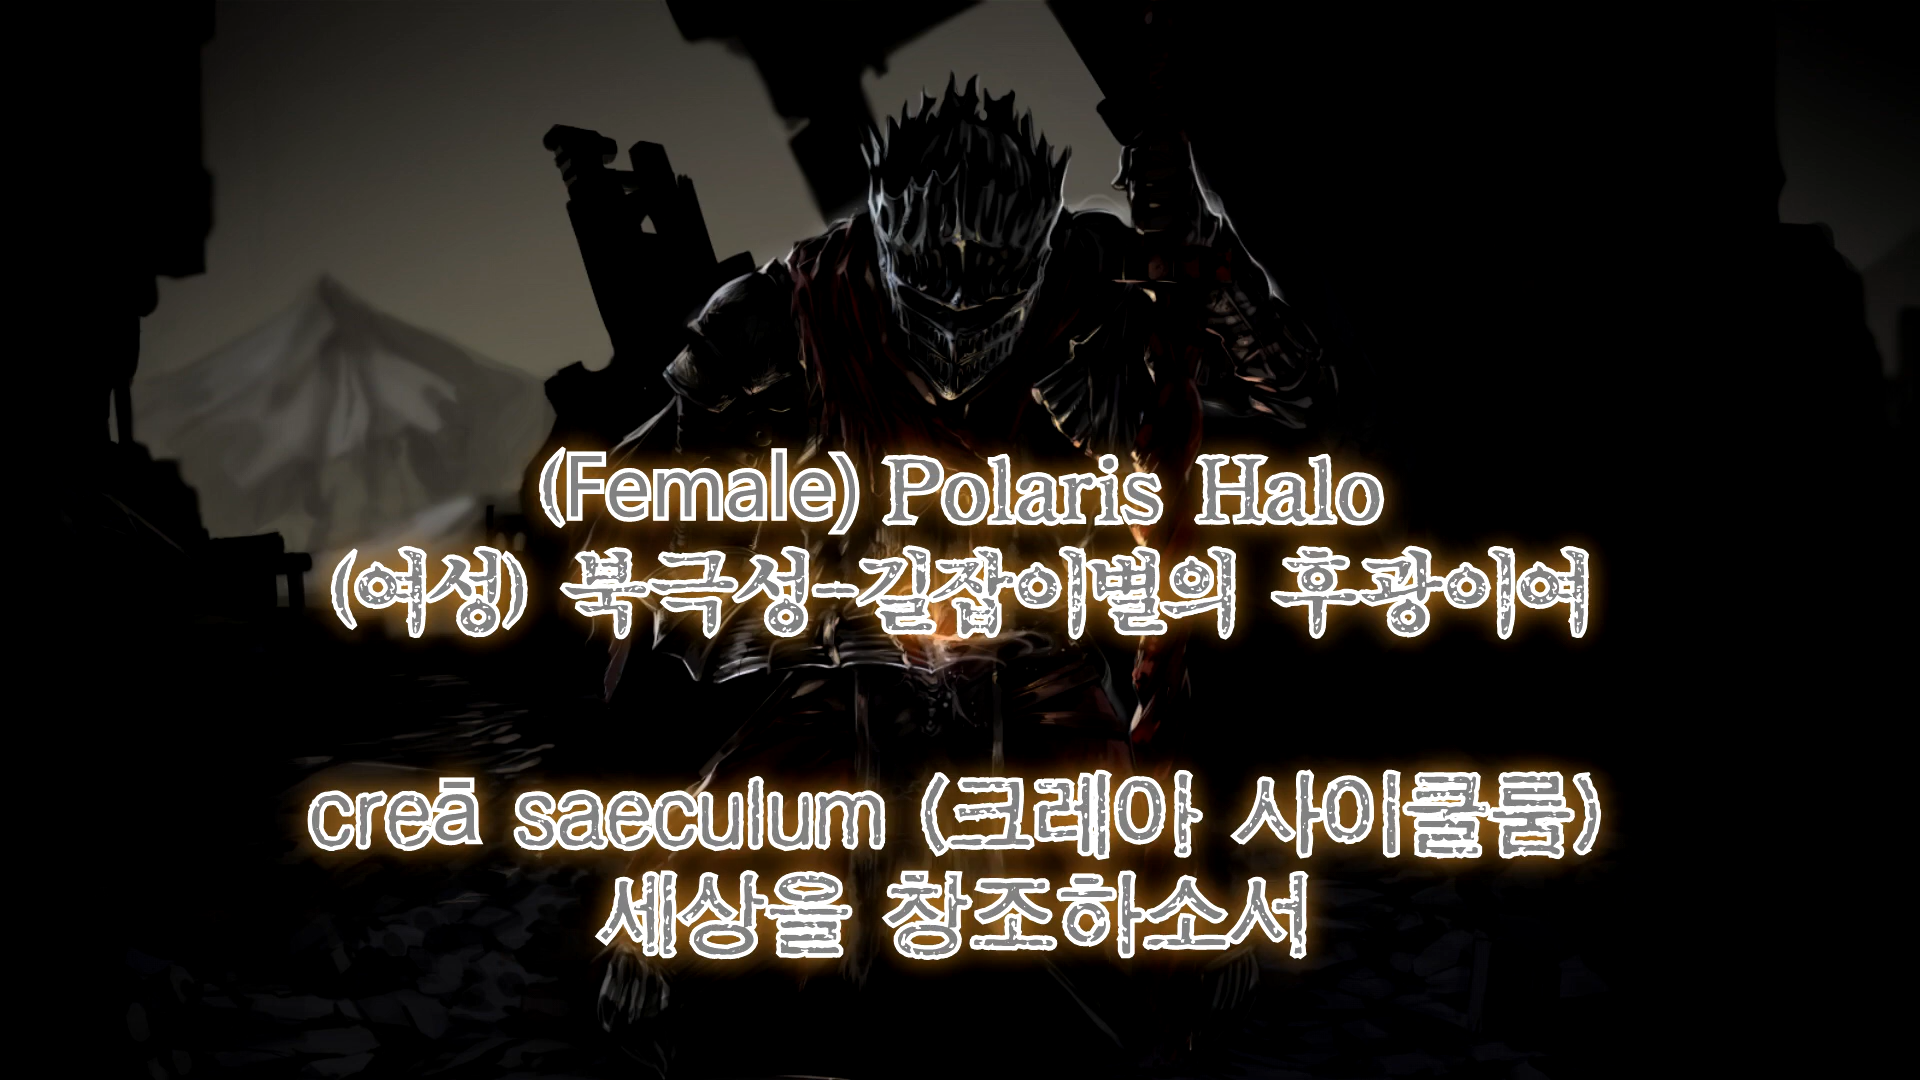 (Female) Polaris Halo
(여성) 북극성-길잡이별의 후광이여
creā saeculum (크레아 사이쿨룸)
세상을 창조하소서